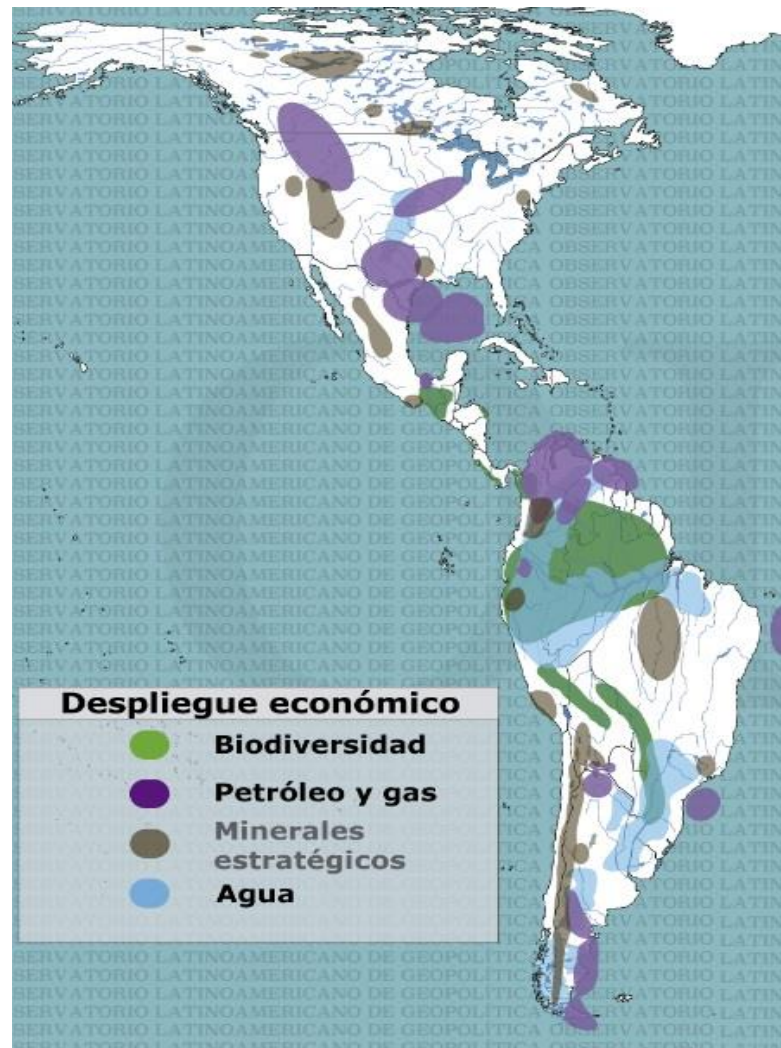 OBSERVATORIO LATINOAMERICANO DE GEOPOLÍTICA
Despliegue económico
Biodiversidad
Petróleo y gas
Minerales
estratégicos
Agua